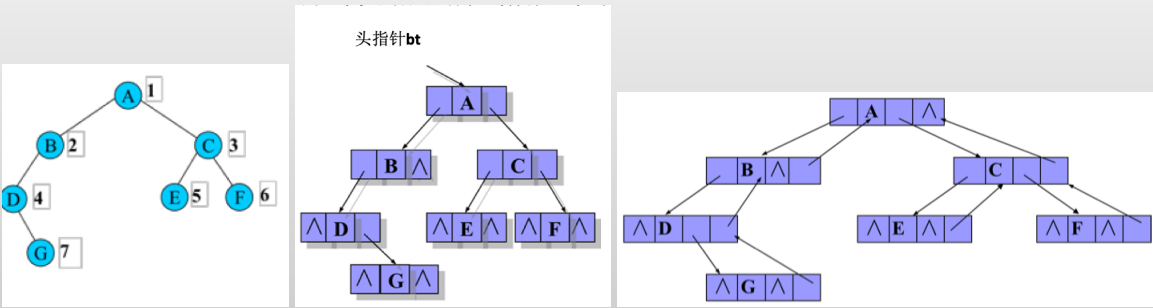 A 1
B 2 C 3
D 4 E 5 F 6
G 7
头指针bt
A
B ∧ C
∧ D ∧ E ∧ ∧ F ∧
∧ G ∧
A ∧
B ∧ C
∧ D ∧ E ∧ ∧ F ∧
∧ G ∧